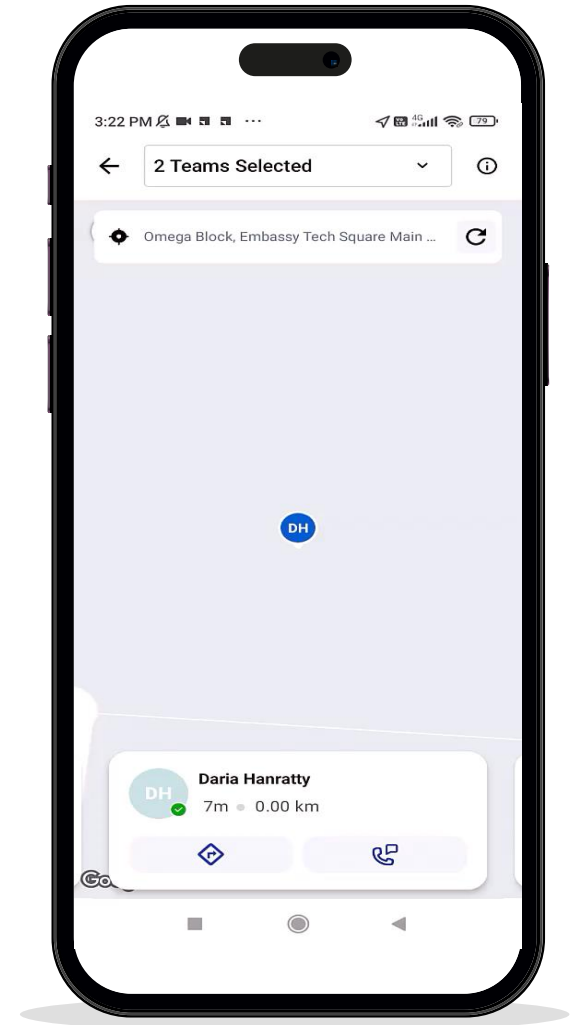 3:22 PM ... 4G 79
2 Teams Selected
Omega Block, Embassy Tech Square Main ...
DH
DH
Daria Hanratty
7m 0.00 km